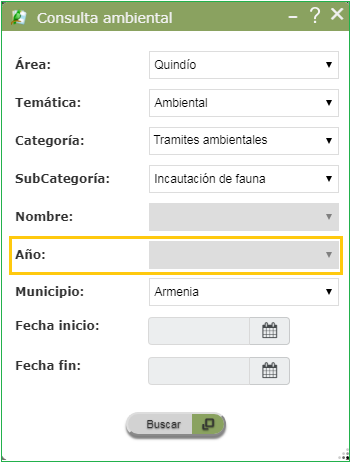 Consulta ambiental
Área: Quindío
Temática: Ambiental
Categoría: Tramites ambientales
SubCategoría: Incautación de fauna
Nombre:
Año:
Municipio: Armenia
Fecha inicio:
Fecha fin:
Buscar